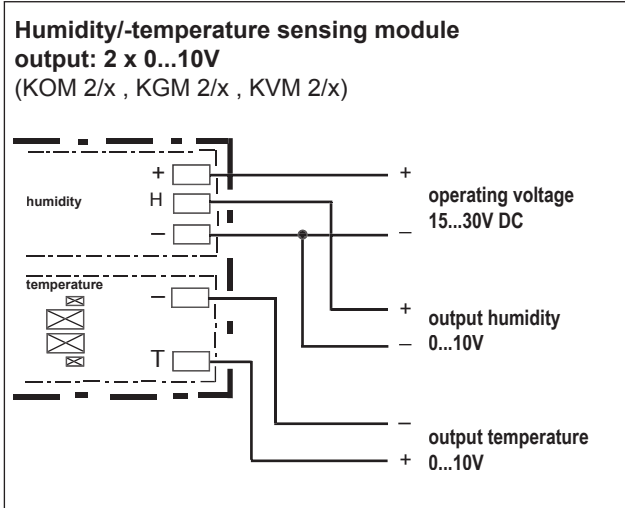 Humidity/-temperature sensing module
output: 2 x 0...10V
(KOM 2/x , KGM 2/x , KVM 2/x)
+
+
humidity
H
operating voltage
15...30V DC
–
–
temperature
–
+
output humidity
–
0...10V
T
–
output temperature
+
0...10V